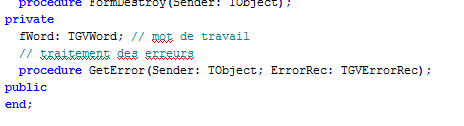 procedure FormDestroy(Sender: TObject);
private
fWord: TGVWord; // mot de travail
// traitement des erreurs
procedure GetError(Sender: TObject; ErrorRec: TGVErrorRec);
public
end;